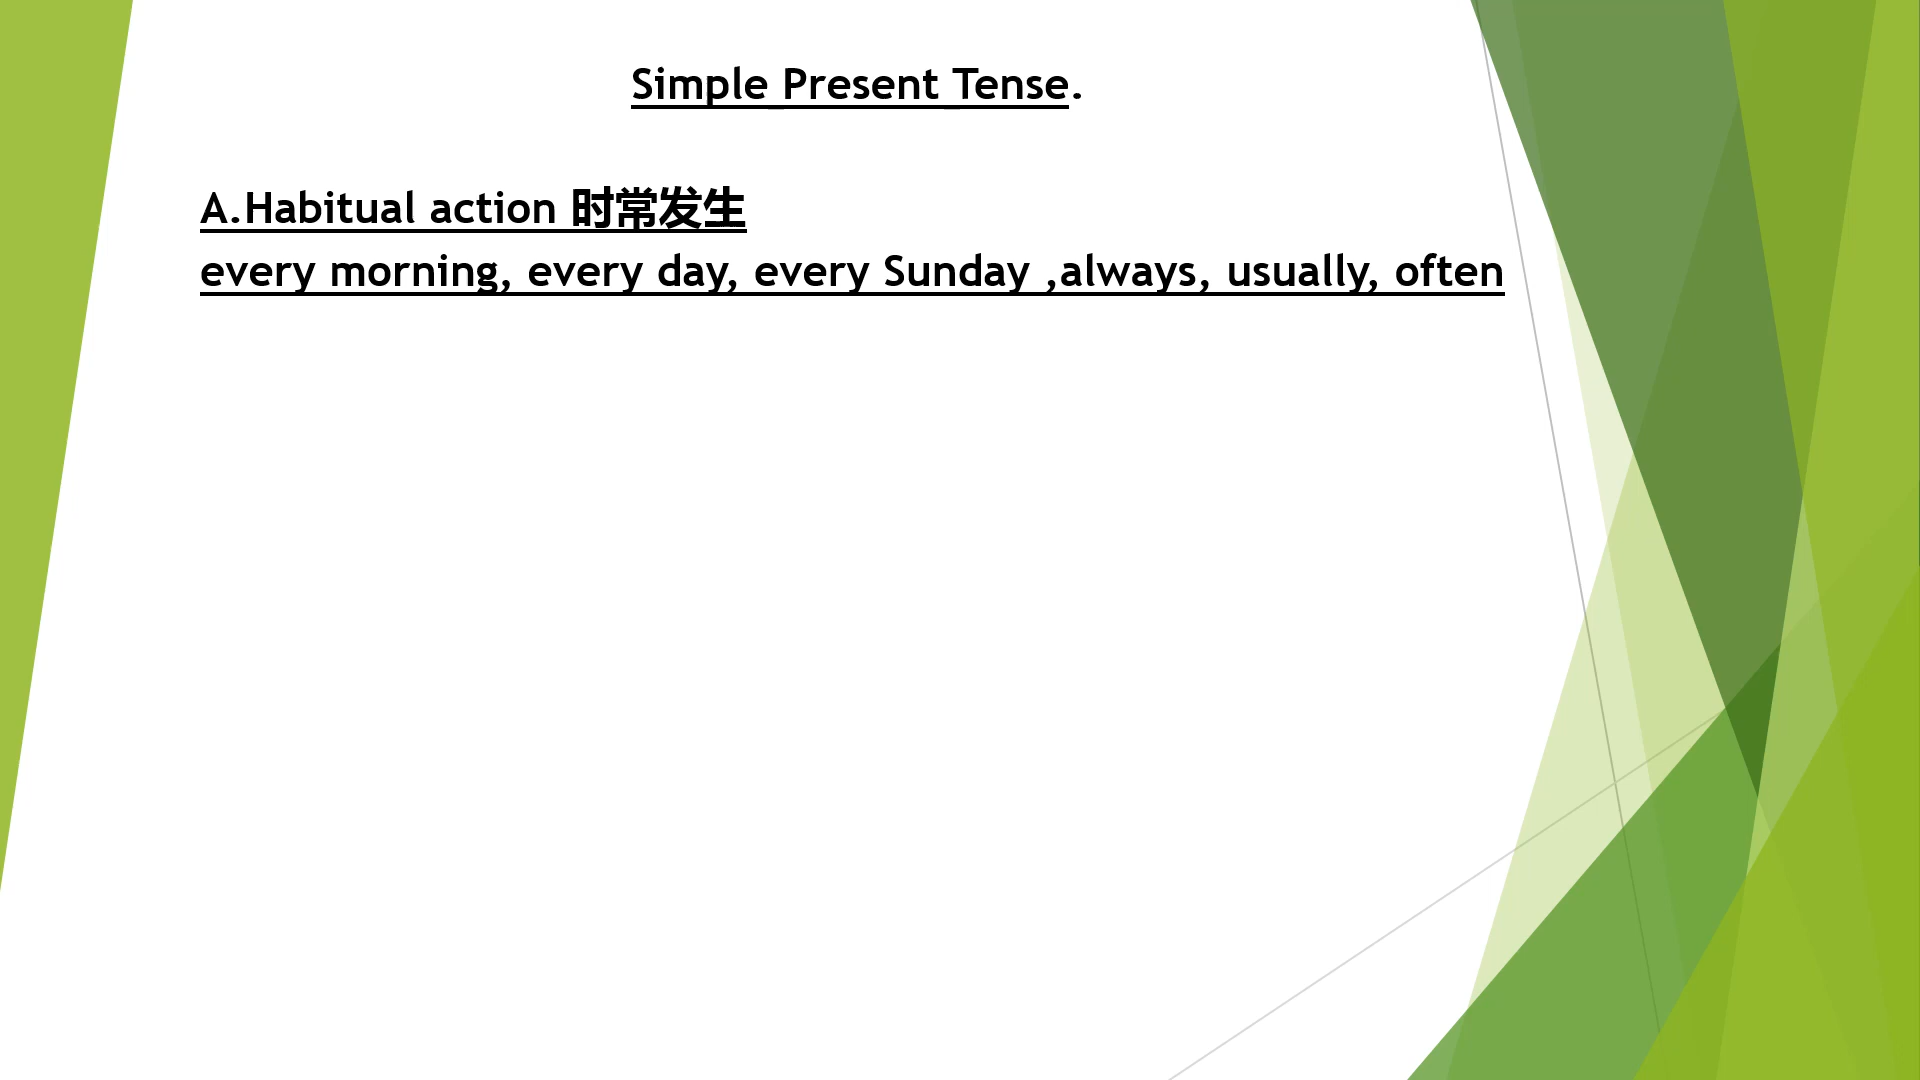 Simple Present Tense.
A.Habitual action 时常发生
every morning, every day, every Sunday ,always, usually, often